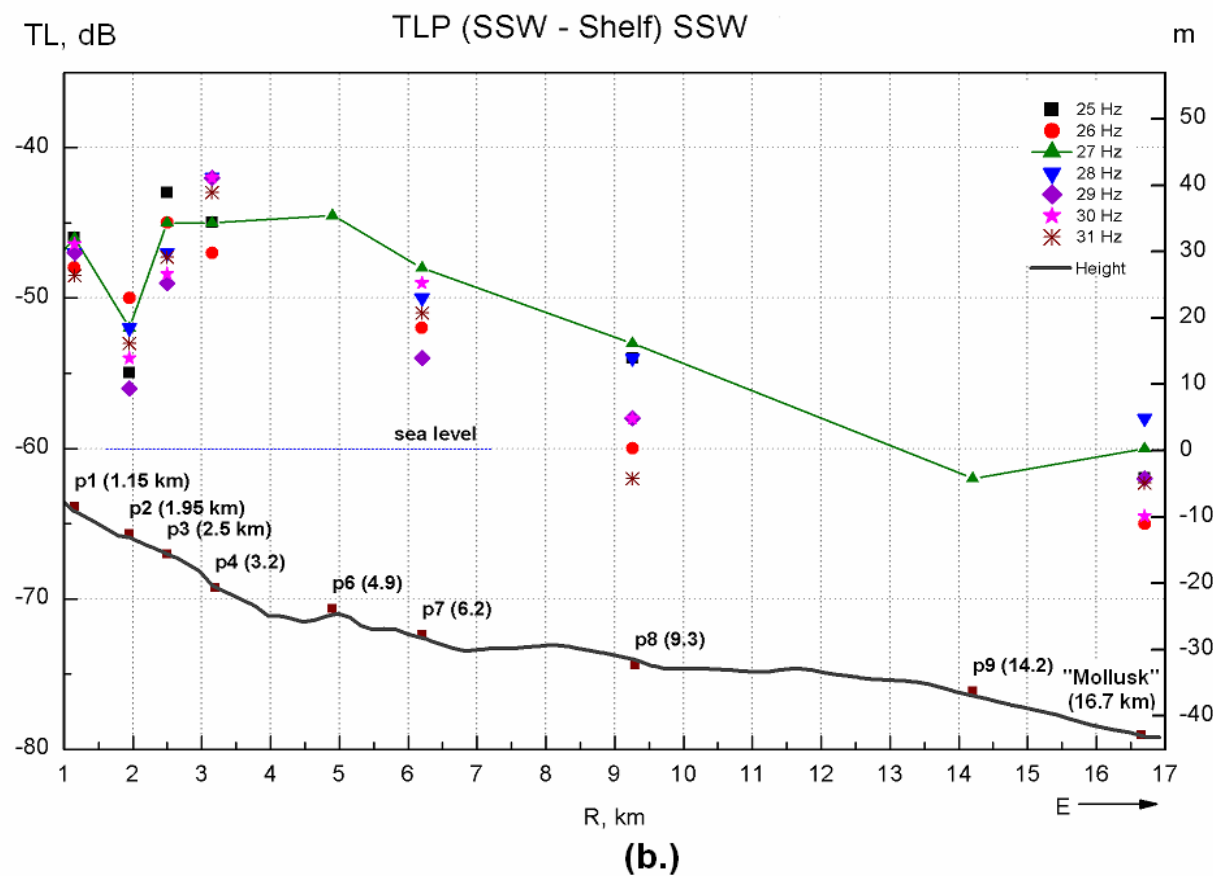 TLP (SSW - Shelf) SSW
TL, dB
m
-40
-50
-60
-70
-80
50
40
30
20
10
0
-10
-20
-30
-40
25 Hz
26 Hz
27 Hz
28 Hz
29 Hz
30 Hz
31 Hz
Height
sea level
p1 (1.15 km)
p2 (1.95 km)
p3 (2.5 km)
p4 (3.2)
p6 (4.9)
p7 (6.2)
p8 (9.3)
p9 (14.2)
"Mollusk"
(16.7 km)
1 2 3 4 5 6 7 8 9 10 11 12 13 14 15 16 17
R, km
E
(b.)